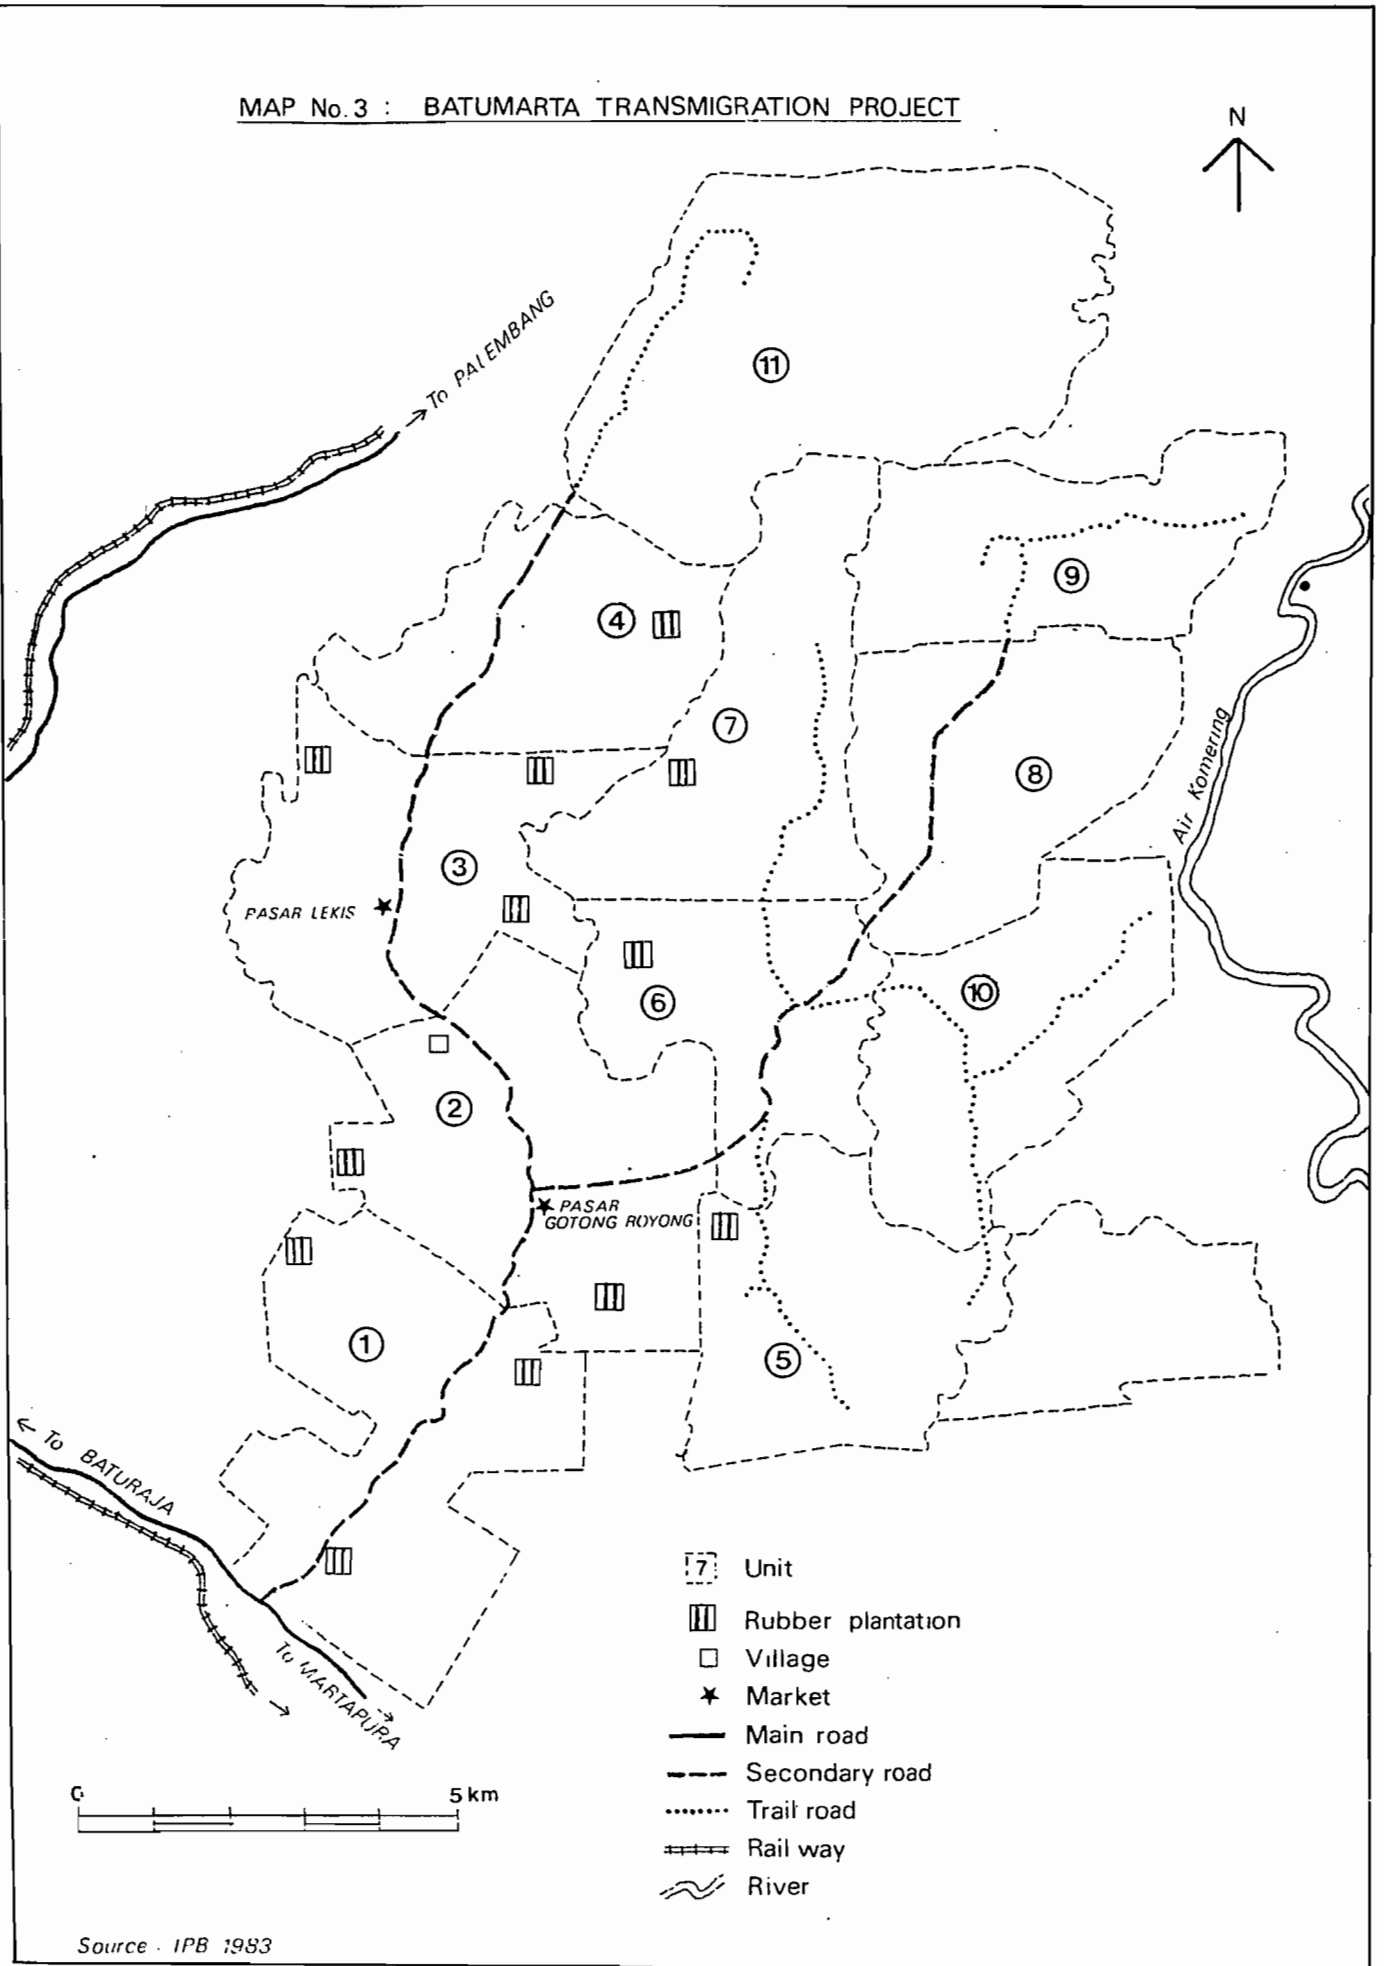 MAP No. 3 : BATUMARTA TRANSMIGRATION PROJECT
N
To PALEMBANG
11
4
9
7
8
Air Komering
3
PASAR LEKIS
10
6
2
PASAR
GOTONG ROYONG
1
5
To BATURAJA
To MARTAPURA
7 Unit
Rubber plantation
Village
Market
Main road
Secondary road
Trail road
Rail way
River
0 5 km
Source . IPB 1983